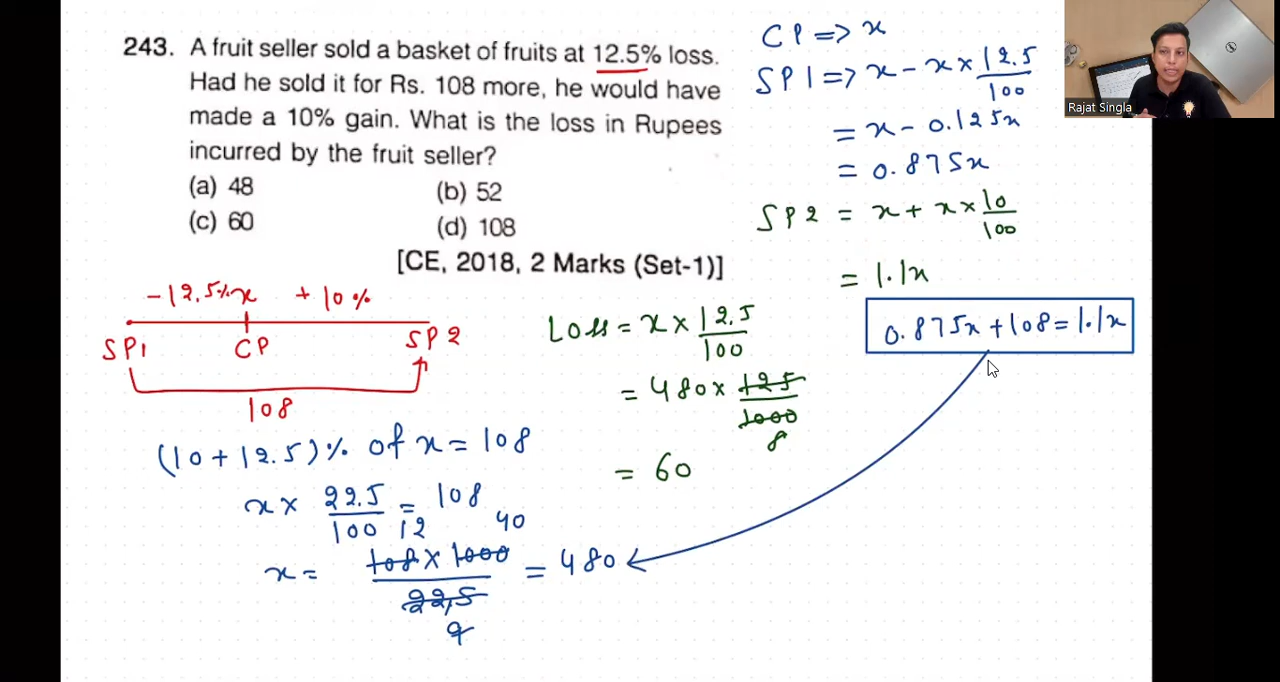 243. A fruit seller sold a basket of fruits at 12.5% loss.
Had he sold it for Rs. 108 more, he would have
made a 10% gain. What is the loss in Rupees
incurred by the fruit seller?
(a) 48 (b) 52
(c) 60 (d) 108
[CE, 2018, 2 Marks (Set-1)]
-12.5%x +10%
SP1 CP SP2
108
(10+12.5)% of x = 108
x × 22.5/100 = 108
12 40
x = 108×1000/22.5 = 480
9
Loss = x × 12.5/100
= 480 × 125/1000
8
= 60
CP => x
SP1 => x - x × 12.5/100
= x - 0.125x
= 0.875x
SP2 = x + x × 10/100
= 1.1x
0.875x + 108 = 1.1x
Rajat Singla